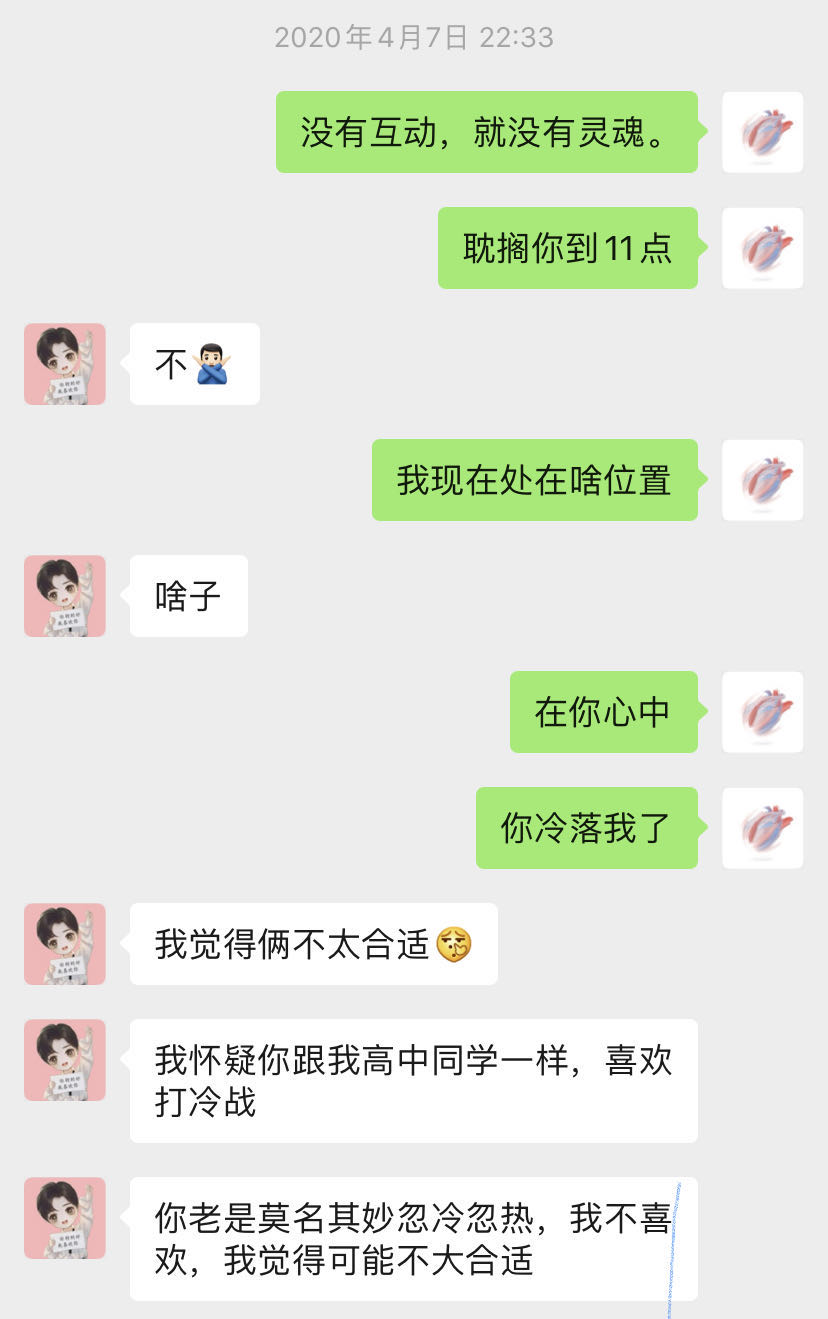 2020年4月7日 22:33
没有互动，就没有灵魂。
耽搁你到11点
不🙅🏻‍♂️
我现在处在啥位置
啥子
在你心中
你冷落我了
我觉得俩不太合适
我怀疑你跟我高中同学一样，喜欢
打冷战
你老是莫名其妙忽冷忽热，我不喜
欢，我觉得可能不大合适